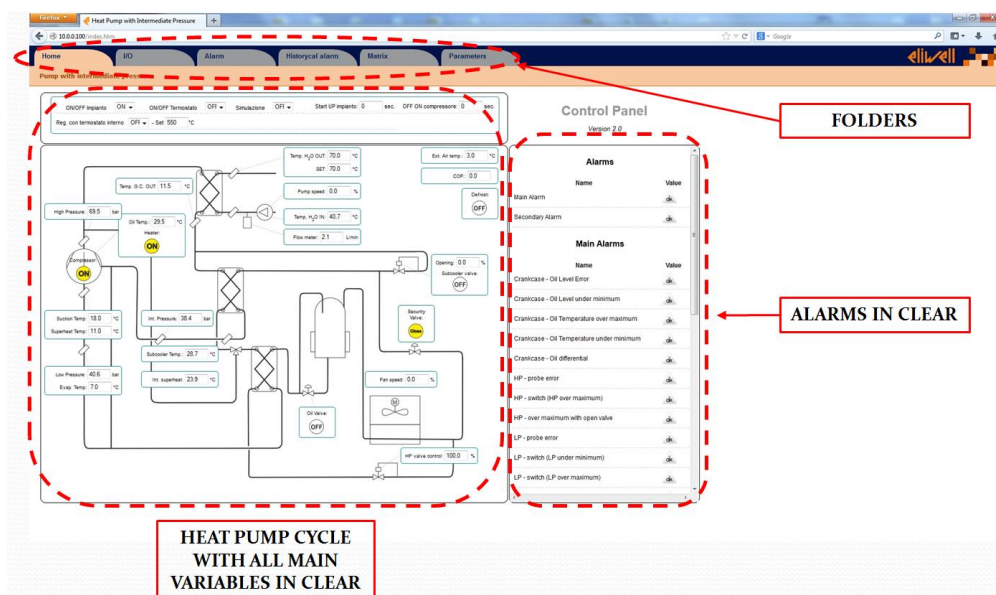 Firefox
Heat Pump with Intermediate Pressure
+
10.0.0.100/index.htm
Google
Home
I/O
Alarm
Historycal alarm
Matrix
Parameters
eliwell
Pump with intermediate pressure
FOLDERS
ON/OFF Impianto ON ON/OFF Termostato OFF Simulazione OFF Start UP impianto: 0 sec. OFF ON compressore: 0 sec.
Reg. con termostato interno OFF - Set 550 °C
Control Panel
Version 2.0
Temp. H2O OUT: 70.0 °C
SET: 70.0 °C
Ext. Air temp.: 3.0 °C
COP: 0.0
Temp. G.C. OUT: 11.5 °C
Pump speed: 0.0 %
Defrost:
OFF
High Pressure: 69.5 bar
Oil Temp.: 29.5 °C
Heater:
ON
Temp. H2O IN: 40.7 °C
Flow meter: 2.1 L/min
Compressor
ON
Opening: 0.0 %
Subcooler valve:
OFF
Suction Temp: 18.0 °C
Superheat Temp: 11.0 °C
Int. Pressure: 38.4 bar
Security
Valve:
Close
Subcooler Temp.: 28.7 °C
Low Pressure: 40.6 bar
Evap. Temp: 7.0 °C
Int. superheat: 23.9 °C
Fan speed: 0.0 %
M
Oil Valve:
OFF
HP valve control: 100.0 %
Alarms
Name Value
Main Alarm ok
Secondary Alarm ok
Main Alarms
Name Value
Crankcase - Oil Level Error ok
Crankcase - Oil Level under minimum ok
Crankcase - Oil Temperature over maximum ok
Crankcase - Oil Temperature under minimum ok
Crankcase - Oil differential ok
HP - probe error ok
HP - switch (HP over maximum) ok
HP - over maximum with open valve ok
LP - probe error ok
LP - switch (LP under minimum) ok
LP - switch (LP over maximum) ok
ALARMS IN CLEAR
HEAT PUMP CYCLE
WITH ALL MAIN
VARIABLES IN CLEAR